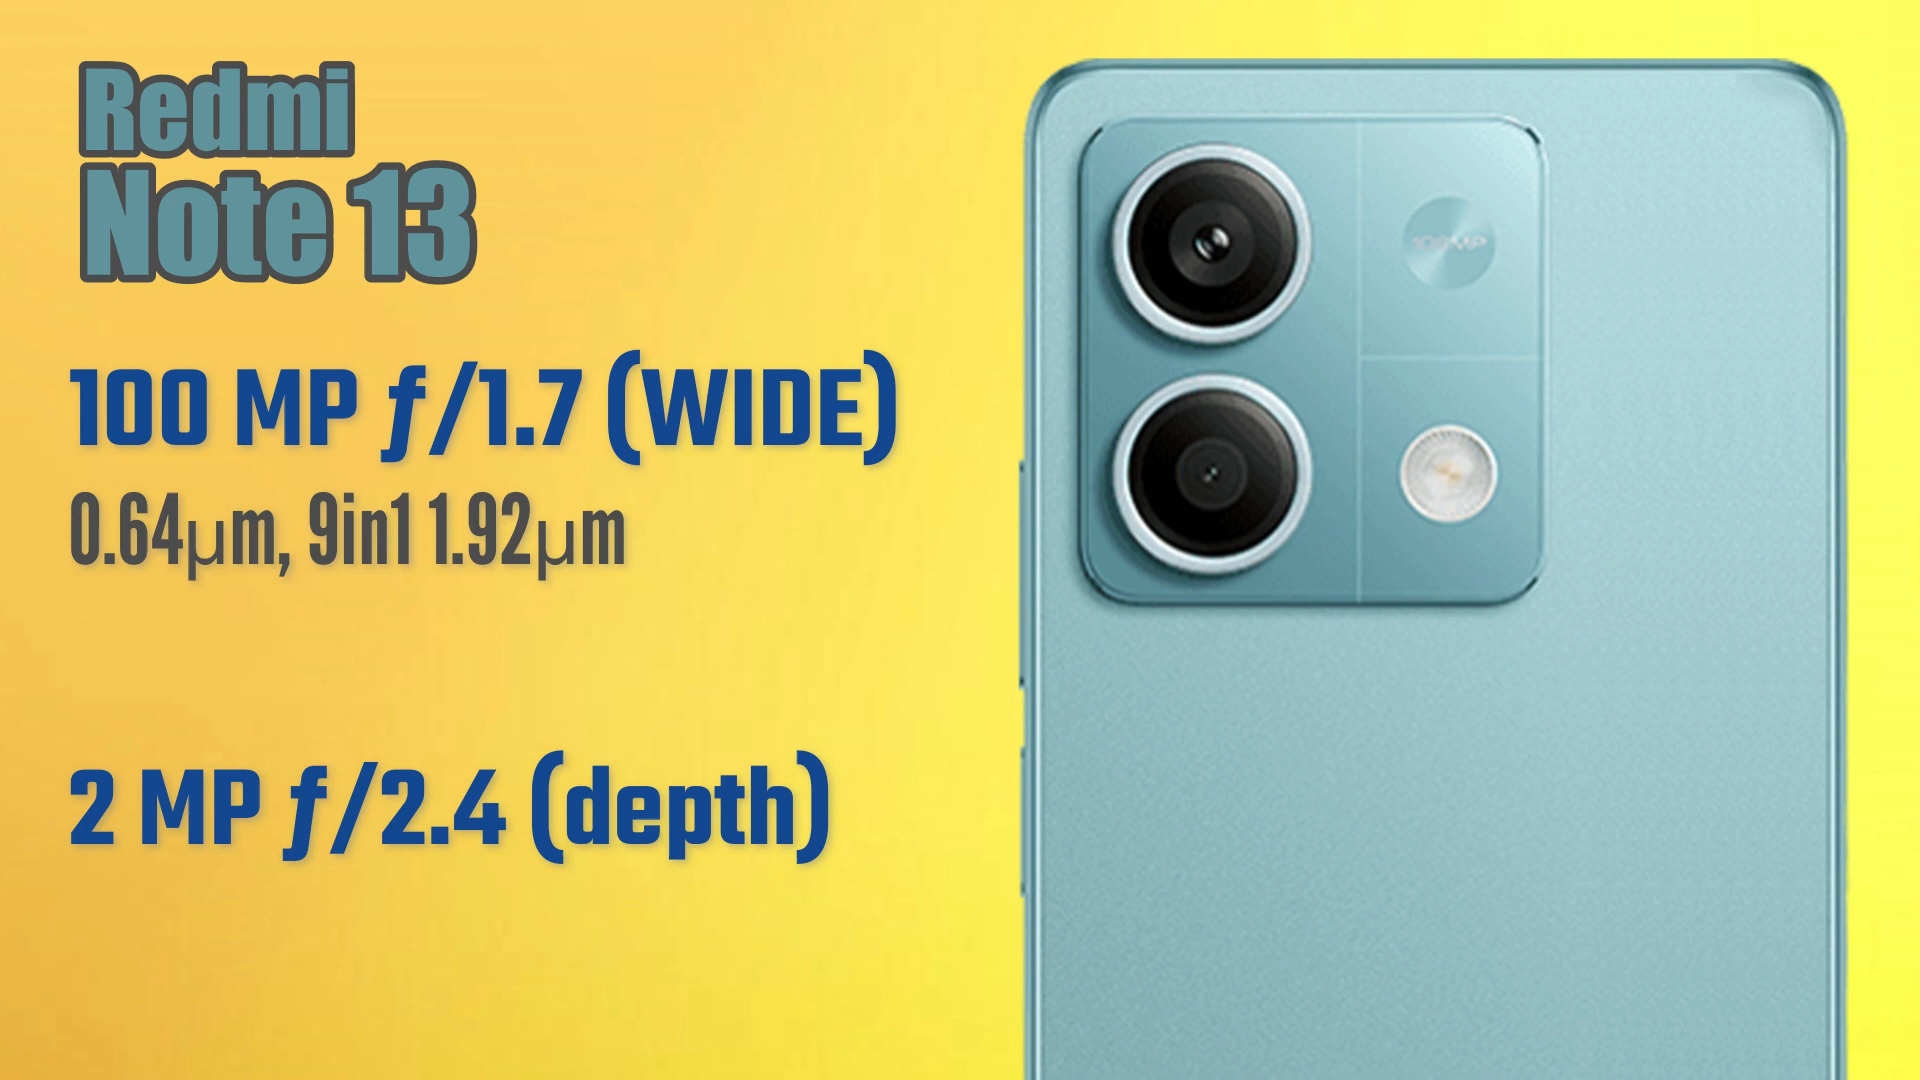 Redmi
Note 13
100 MP ƒ/1.7 (WIDE)
0.64µm, 9in1 1.92µm
2 MP ƒ/2.4 (depth)